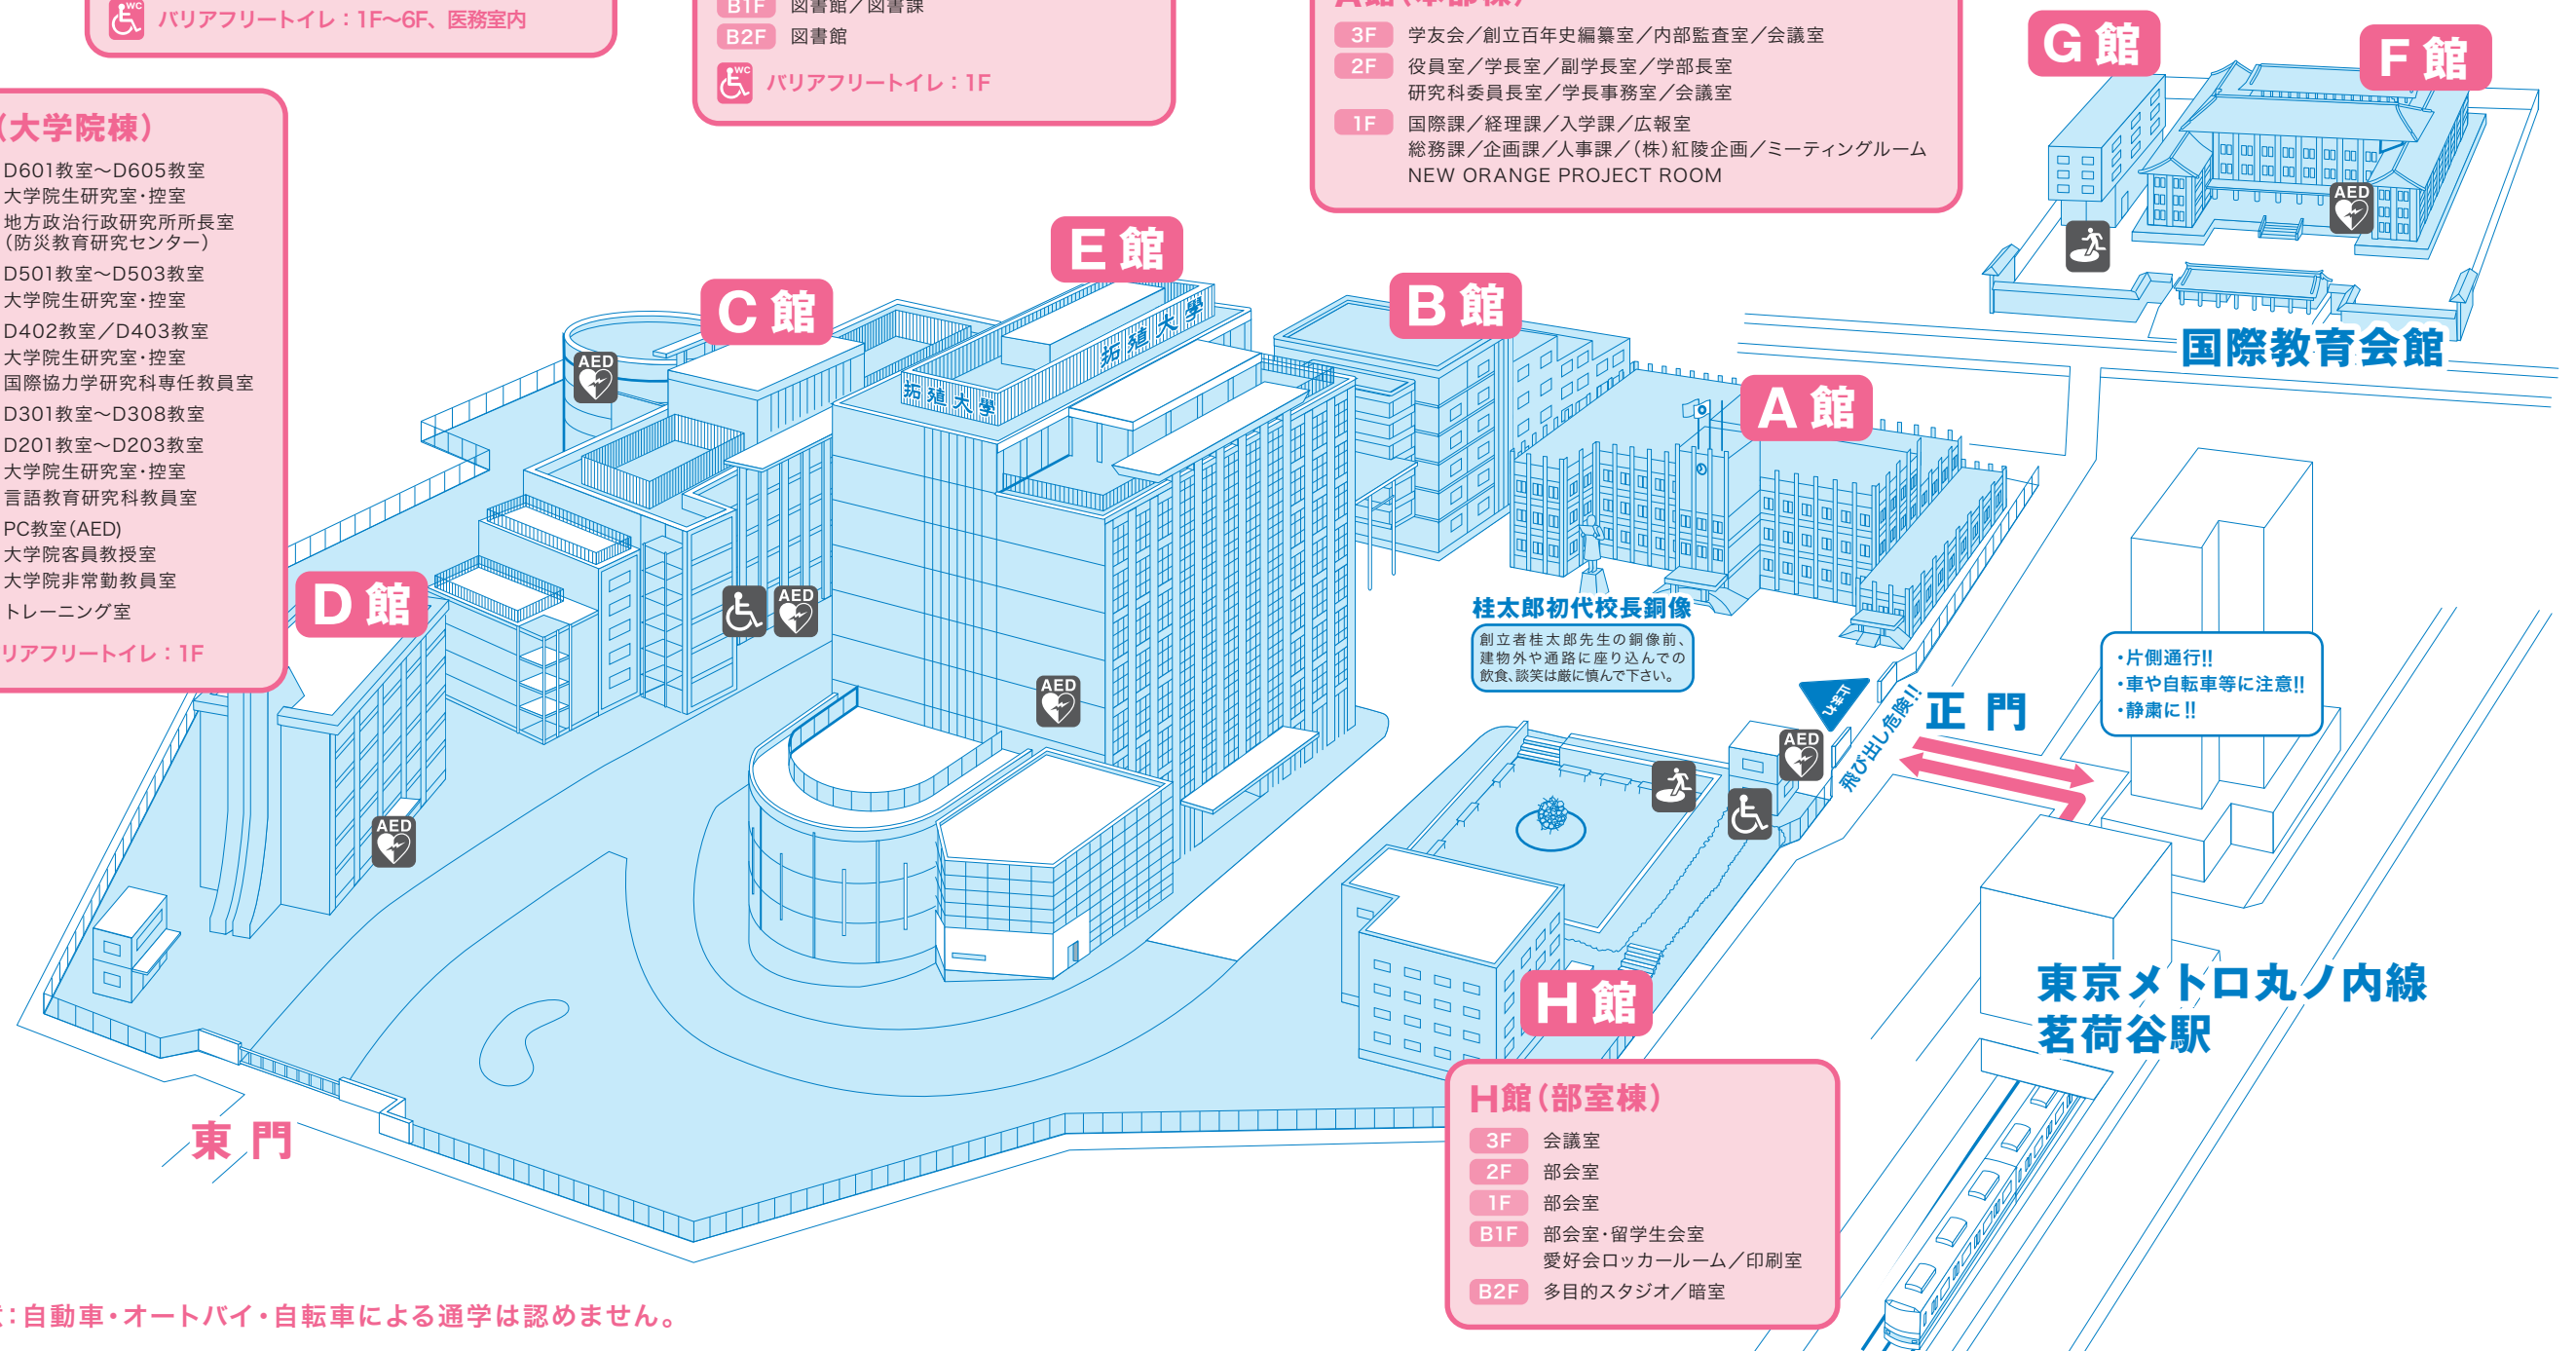 WC
バリアフリートイレ：1F〜6F、医務室内
B1F 図書館／図書課
B2F 図書館
WC
バリアフリートイレ：1F
A館（本部棟）
3F 学友会／創立百年史編纂室／内部監査室／会議室
2F 役員室／学長室／副学長室／学部長室
研究科委員長室／学長事務室／会議室
1F 国際課／経理課／入学課／広報室
総務課／企画課／人事課／（株）紅陵企画／ミーティングルーム
NEW ORANGE PROJECT ROOM
（大学院棟）
D601教室〜D605教室
大学院生研究室・控室
地方政治行政研究所所長室
（防災教育研究センター）
D501教室〜D503教室
大学院生研究室・控室
D402教室／D403教室
大学院生研究室・控室
国際協力学研究科専任教員室
D301教室〜D308教室
D201教室〜D203教室
大学院生研究室・控室
言語教育研究科教員室
PC教室(AED)
大学院客員教授室
大学院非常勤教員室
トレーニング室
リアフリートイレ：1F
G館
F館
AED
国際教育会館
E館
C館
B館
A館
D館
AED
拓殖大學
拓殖大學
AED
AED
AED
桂太郎初代校長銅像
創立者桂太郎先生の銅像前、
建物外や通路に座り込んでの
飲食、談笑は厳に慎んで下さい。
止まれ
飛び出し危険!!
正門
AED
・片側通行!!
・車や自転車等に注意!!
・静粛に!!
東京メトロ丸ノ内線
茗荷谷駅
H館
H館（部室棟）
3F 会議室
2F 部会室
1F 部会室
B1F 部会室・留学生会室
愛好会ロッカールーム／印刷室
B2F 多目的スタジオ／暗室
東門
：自動車・オートバイ・自転車による通学は認めません。